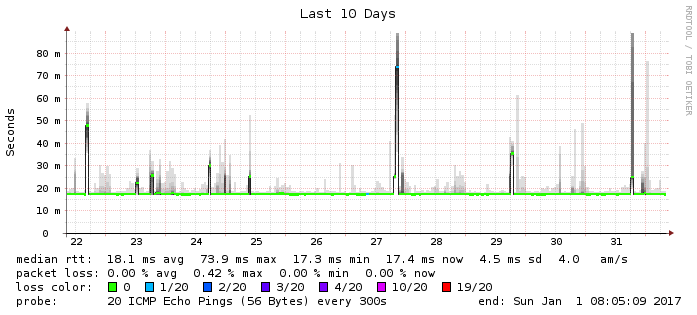 Last 10 Days
RRDTOOL / TOBI OETIKER
Seconds
80 m
70 m
60 m
50 m
40 m
30 m
20 m
10 m
0
22 23 24 25 26 27 28 29 30 31
median rtt: 18.1 ms avg 73.9 ms max 17.3 ms min 17.4 ms now 4.5 ms sd 4.0 am/s
packet loss: 0.00 % avg 0.42 % max 0.00 % min 0.00 % now
loss color: 0 1/20 2/20 3/20 4/20 10/20 19/20
probe: 20 ICMP Echo Pings (56 Bytes) every 300s end: Sun Jan 1 08:05:09 2017